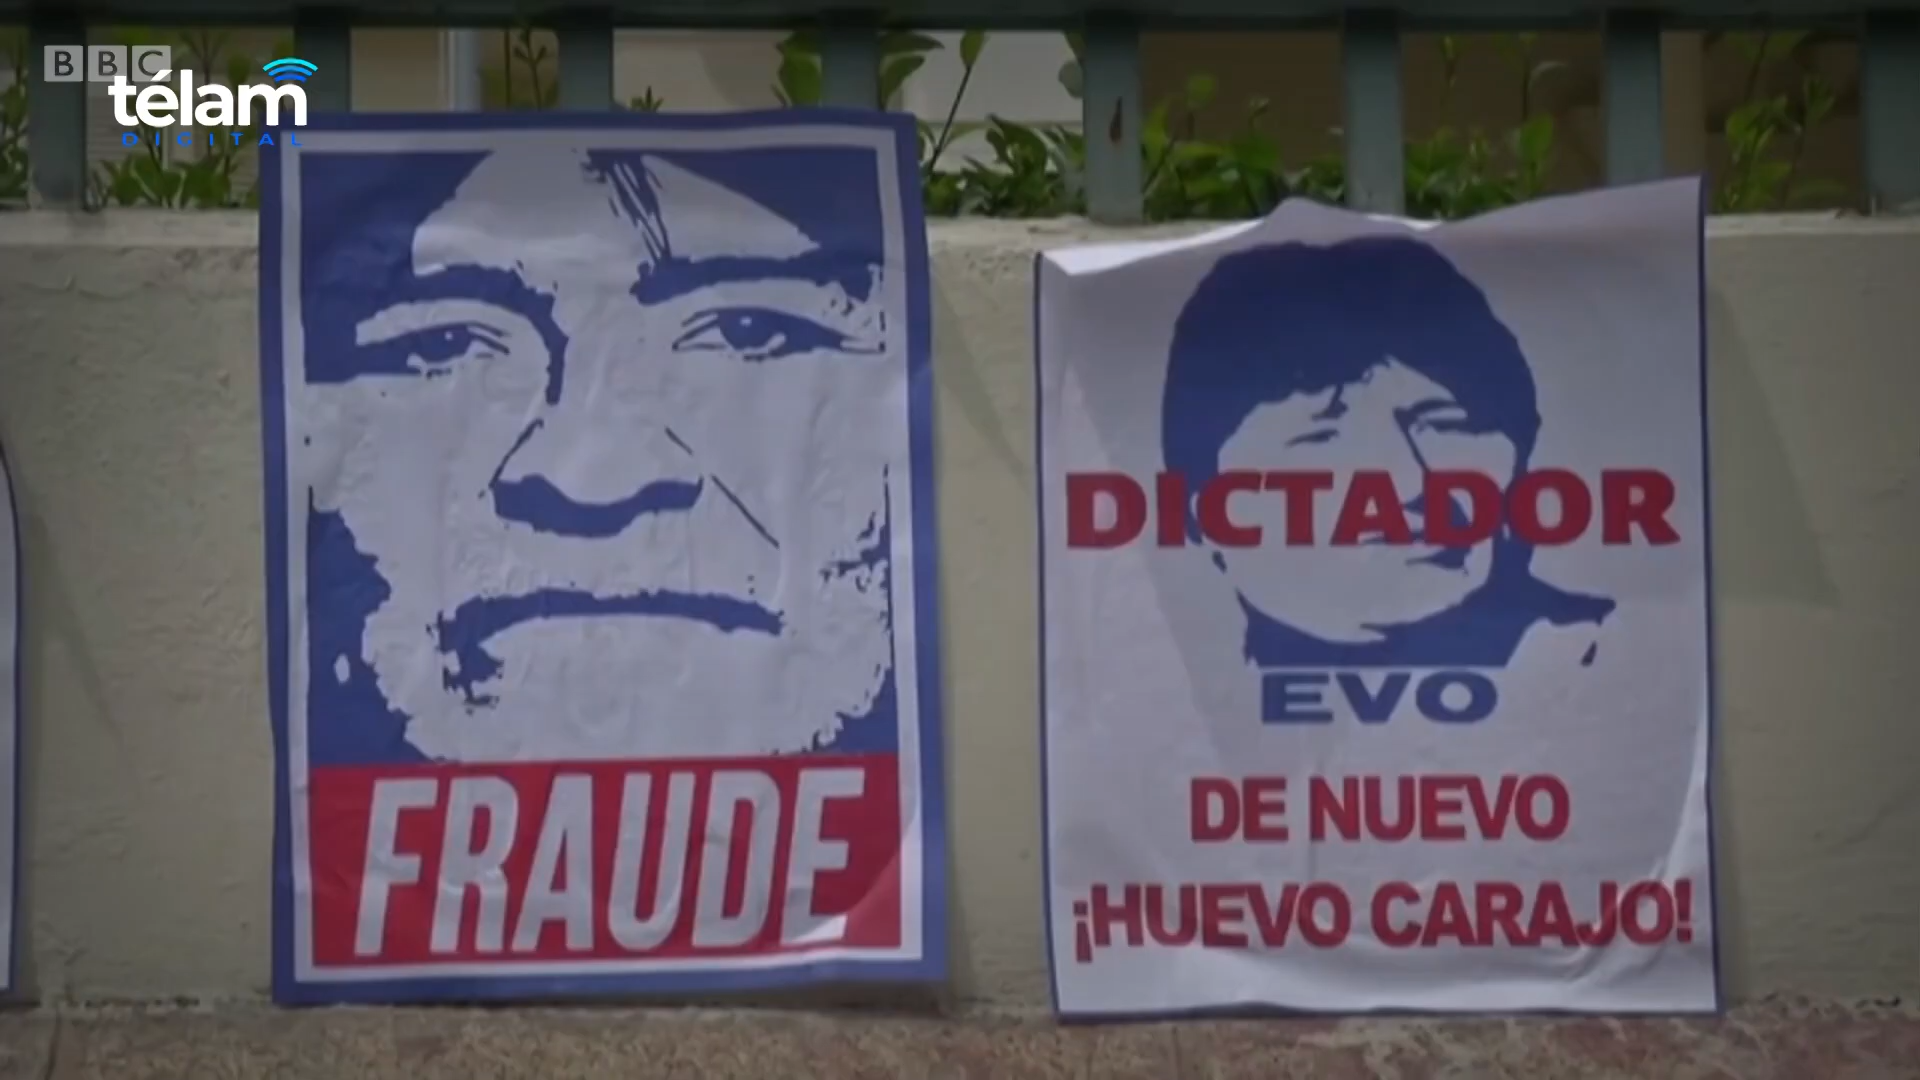 BBC
télam
DIGITAL
FRAUDE
DICTADOR
EVO
DE NUEVO
¡HUEVO CARAJO!